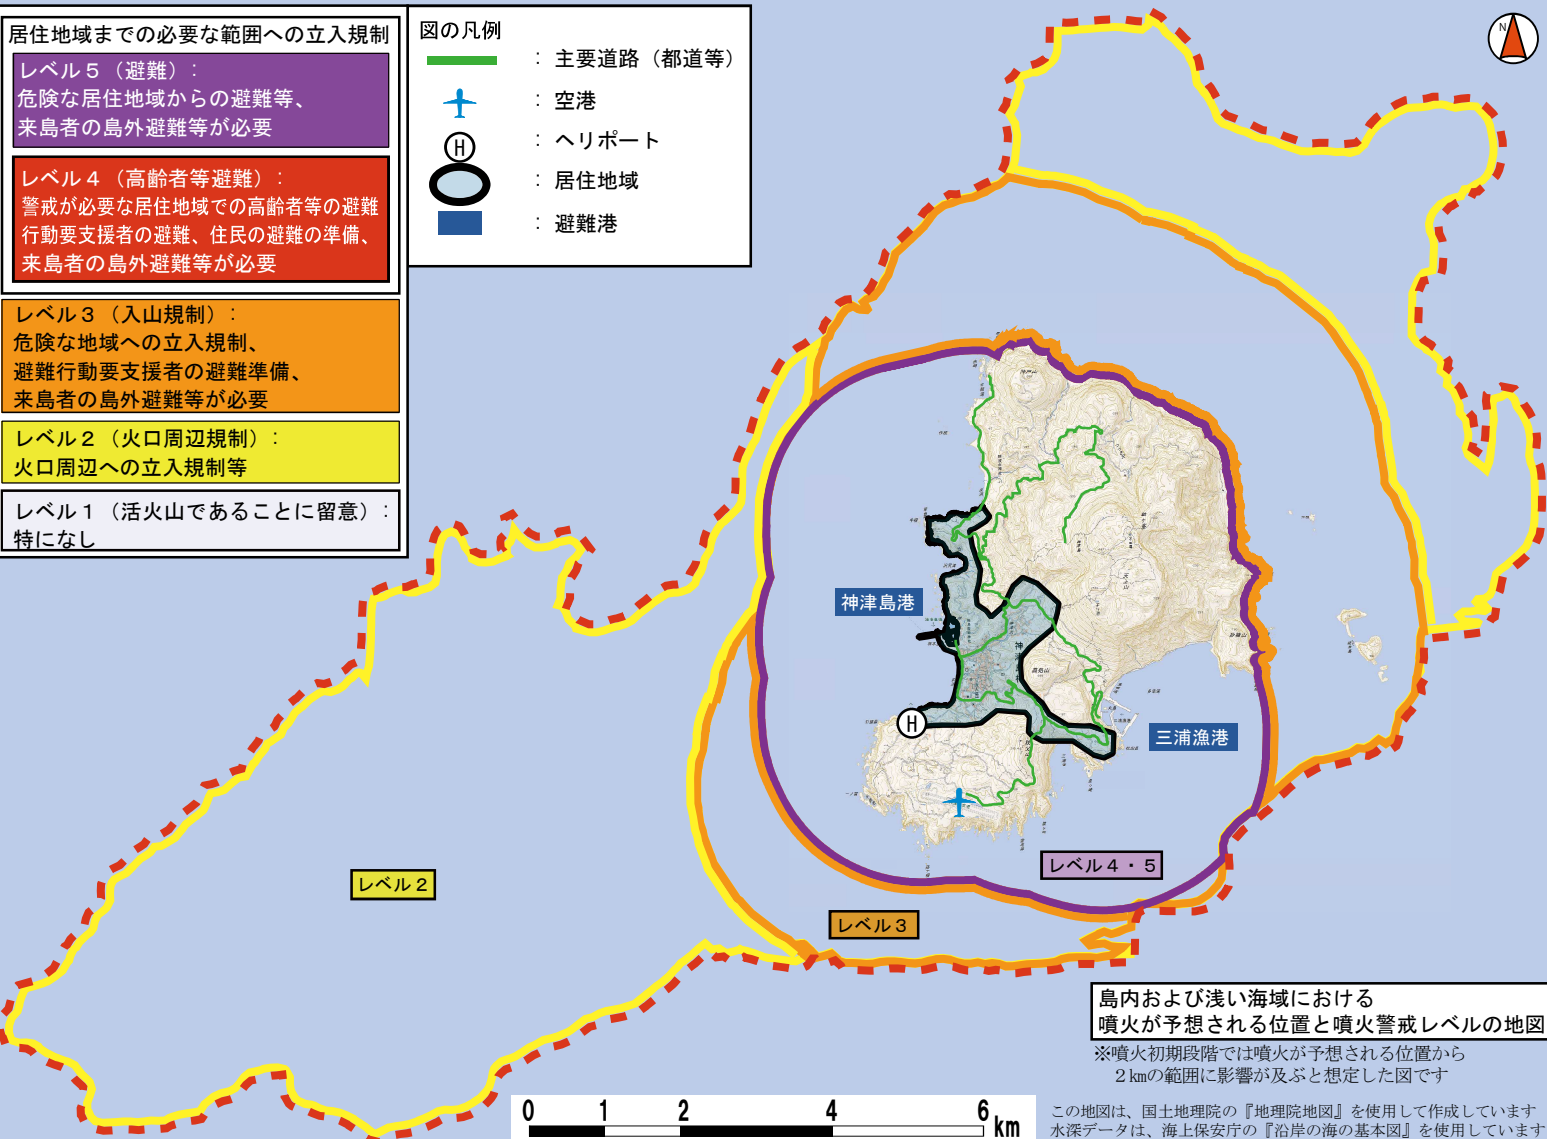 居住地域までの必要な範囲への立入規制
レベル５（避難）：
危険な居住地域からの避難等、
来島者の島外避難等が必要
レベル４（高齢者等避難）：
警戒が必要な居住地域での高齢者等の避難
行動要支援者の避難、住民の避難の準備、
来島者の島外避難等が必要
レベル３（入山規制）：
危険な地域への立入規制、
避難行動要支援者の避難準備、
来島者の島外避難等が必要
レベル２（火口周辺規制）：
火口周辺への立入規制等
レベル１（活火山であることに留意）：
特になし
図の凡例
：主要道路（都道等）
：空港
H
：ヘリポート
：居住地域
：避難港
N
神津島港
H
三浦漁港
レベル４・５
レベル２
レベル３
島内および浅い海域における
噴火が予想される位置と噴火警戒レベルの地図
※噴火初期段階では噴火が予想される位置から
２㎞の範囲に影響が及ぶと想定した図です
0 1 2 4 6 km
この地図は、国土地理院の『地理院地図』を使用して作成しています
水深データは、海上保安庁の『沿岸の海の基本図』を使用しています